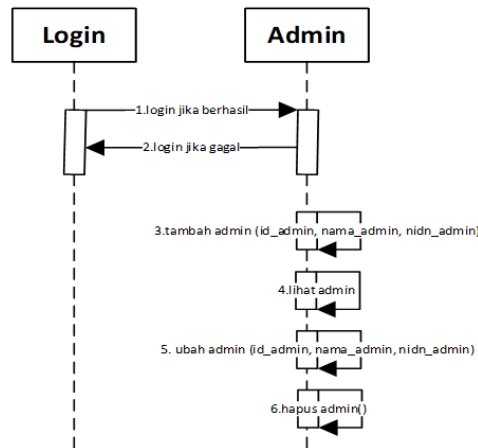 Login
Admin
1.login jika berhasil
2.login jika gagal
3.tambah admin (id_admin, nama_admin, nidn_admin)
4.lihat admin
5. ubah admin (id_admin, nama_admin, nidn_admin)
6.hapus admin()